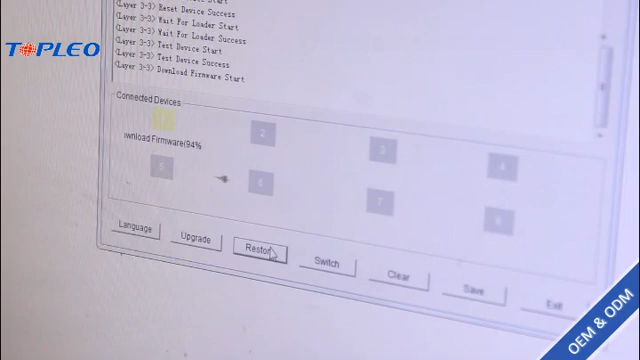 <Layer 3-3> Reset Device Success
<Layer 3-3> Wait For Loader Start
<Layer 3-3> Wait For Loader Success
<Layer 3-3> Test Device Start
<Layer 3-3> Test Device Success
<Layer 3-3> Download Firmware Start
TOPLEO
Connected Devices
1 2 3 4
wnload Firmware(94%
5 6 7 8
Language Upgrade Restor Switch Clear Save Exit
OEM & ODM